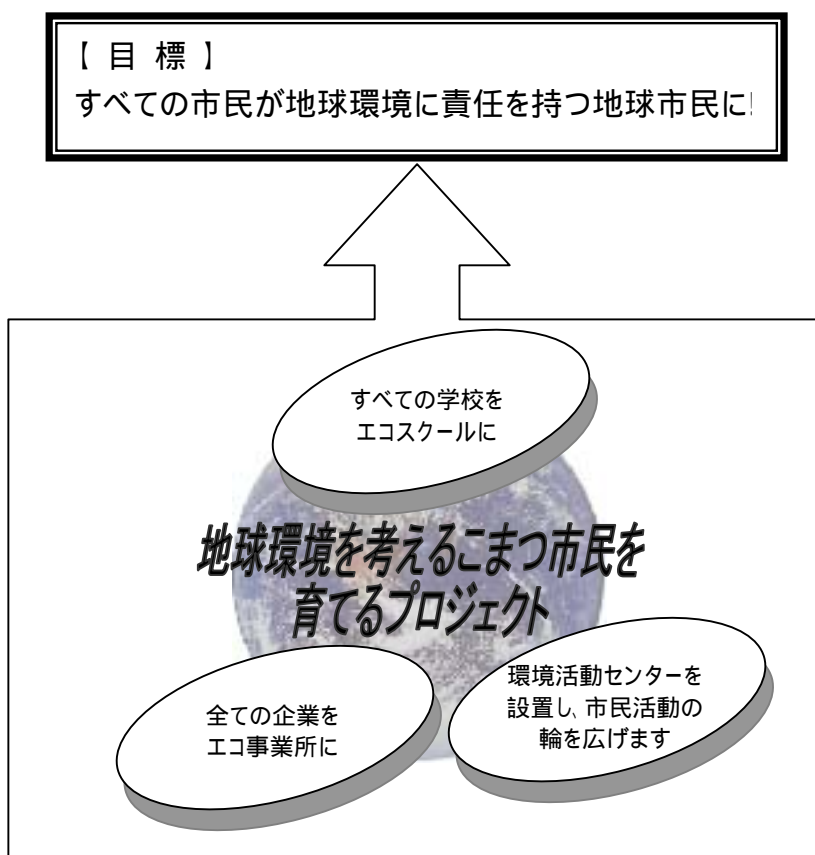 【 目 標 】
すべての市民が地球環境に責任を持つ地球市民に!
すべての学校を
エコスクールに
地球環境を考えるこまつ市民を
育てるプロジェクト
全ての企業を
エコ事業所に
環境活動センターを
設置し、市民活動の
輪を広げます